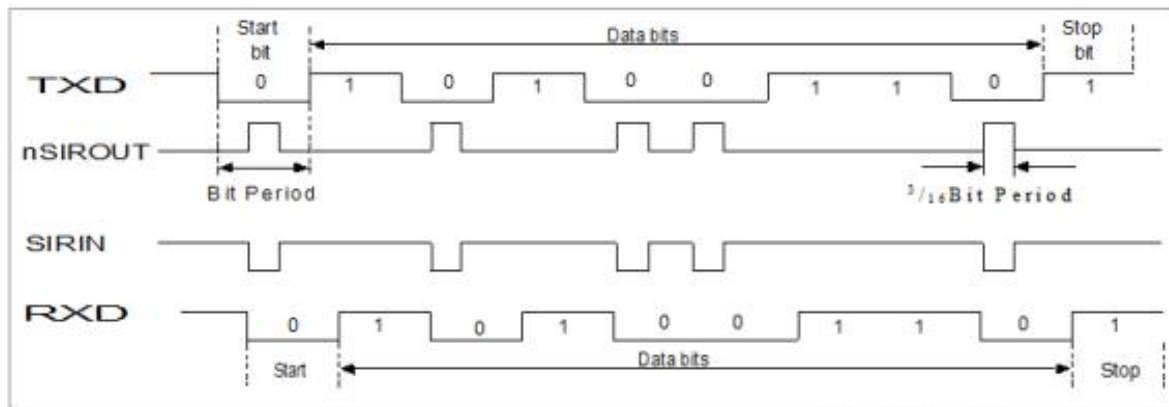 Start bit
Data bits
Stop bit
TXD 0 1 0 1 0 0 1 1 0 1
nSIROUT
Bit Period
3/16 Bit Period
SIRIN
RXD 0 1 0 1 0 0 1 1 0 1
Start
Data bits
Stop